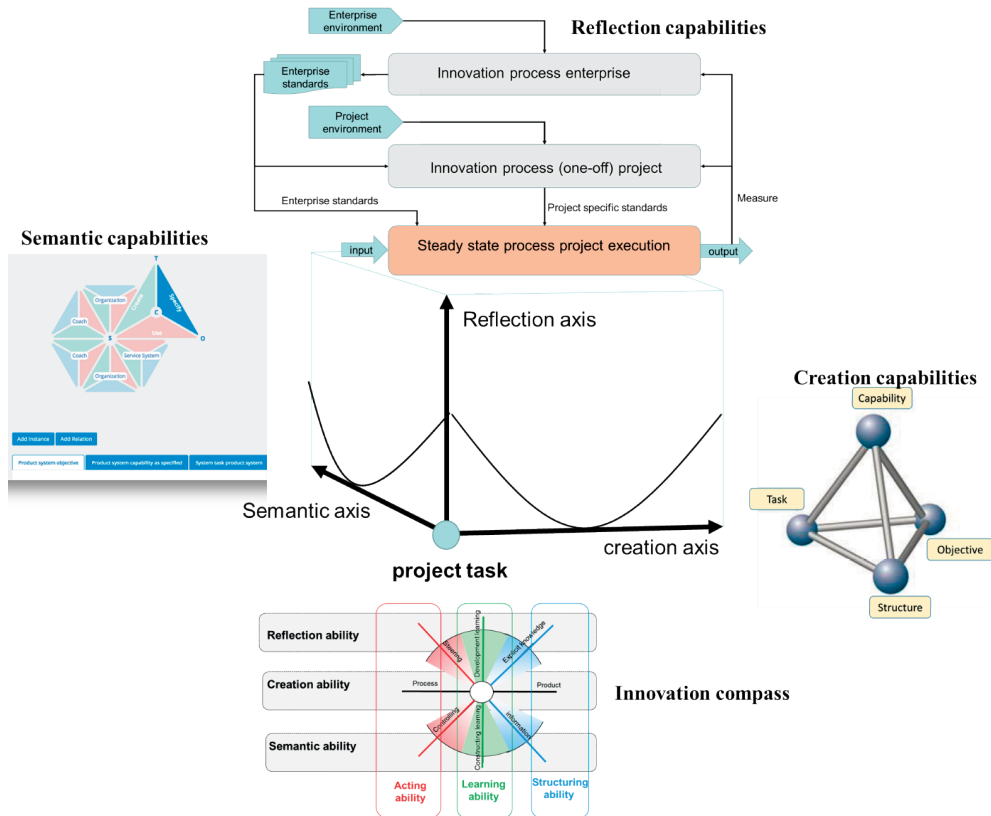 Enterprise
environment
Reflection capabilities
Innovation process enterprise
Enterprise
standards
Project
environment
Innovation process (one-off) project
Enterprise standards
Project specific standards
Measure
Semantic capabilities
input
Steady state process project execution
output
T
Organization
Create
Specify
Coach
C
S
Use
O
Coach
Service System
Organization
Add Instance
Add Relation
Product system objective
Product system capability as specified
System task product system
Reflection axis
Semantic axis
creation axis
project task
Creation capabilities
Capability
Task
Objective
Structure
Reflection ability
Steering
Development learning
Explicit knowledge
Creation ability
Process
Product
Innovation compass
Semantic ability
Controlling
Constructing learning
information
Acting
ability
Learning
ability
Structuring
ability